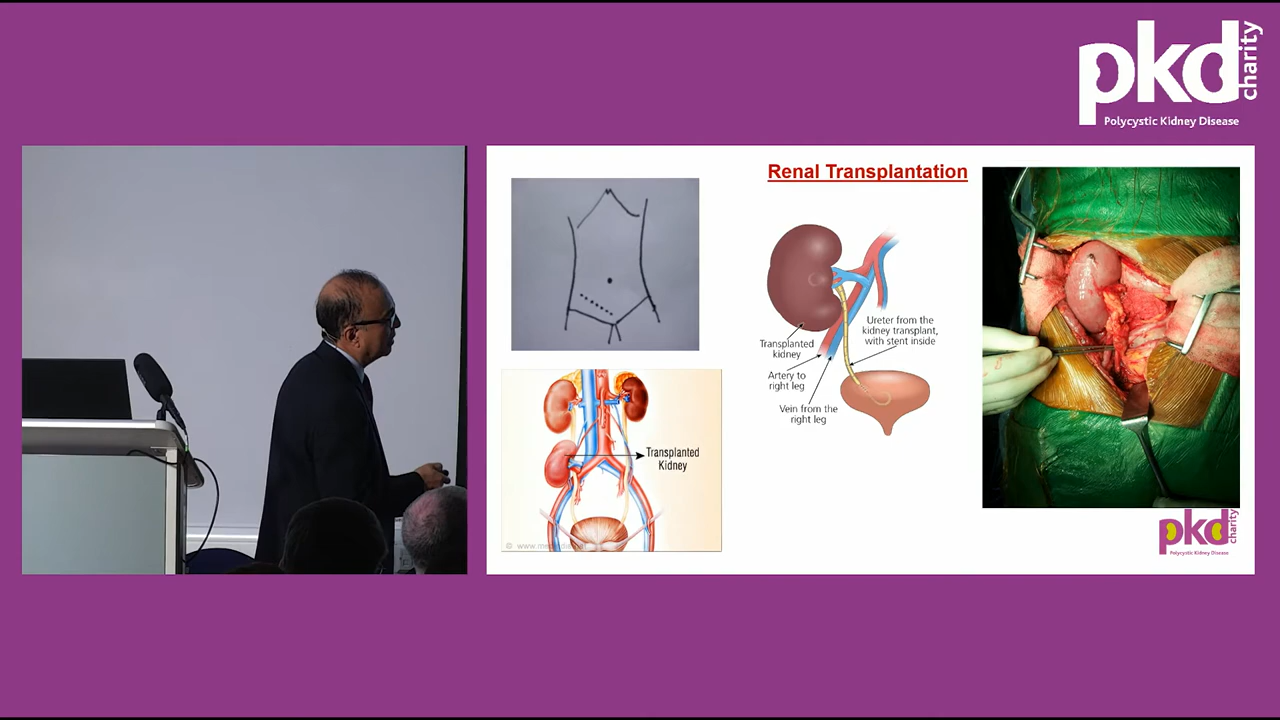 pkd
charity
Polycystic Kidney Disease
Renal Transplantation
Transplanted
kidney
Artery to
right leg
Vein from the
right leg
Ureter from the
kidney transplant,
with stent inside
Transplanted
Kidney
pkd
charity
Polycystic Kidney Disease